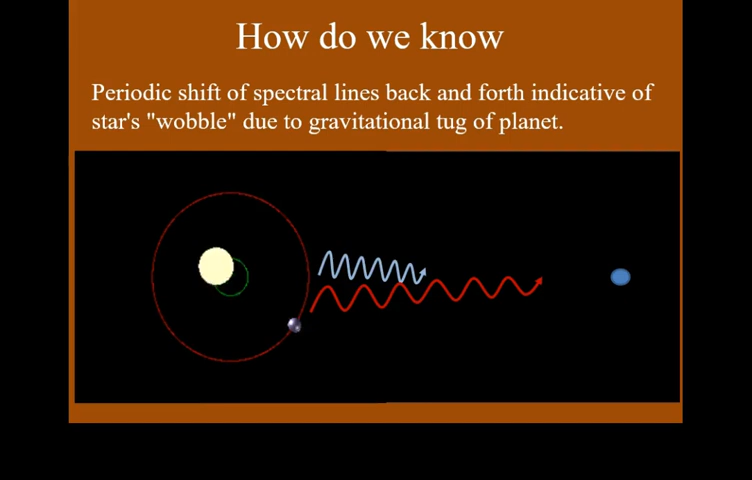 How do we know
Periodic shift of spectral lines back and forth indicative of
star's "wobble" due to gravitational tug of planet.